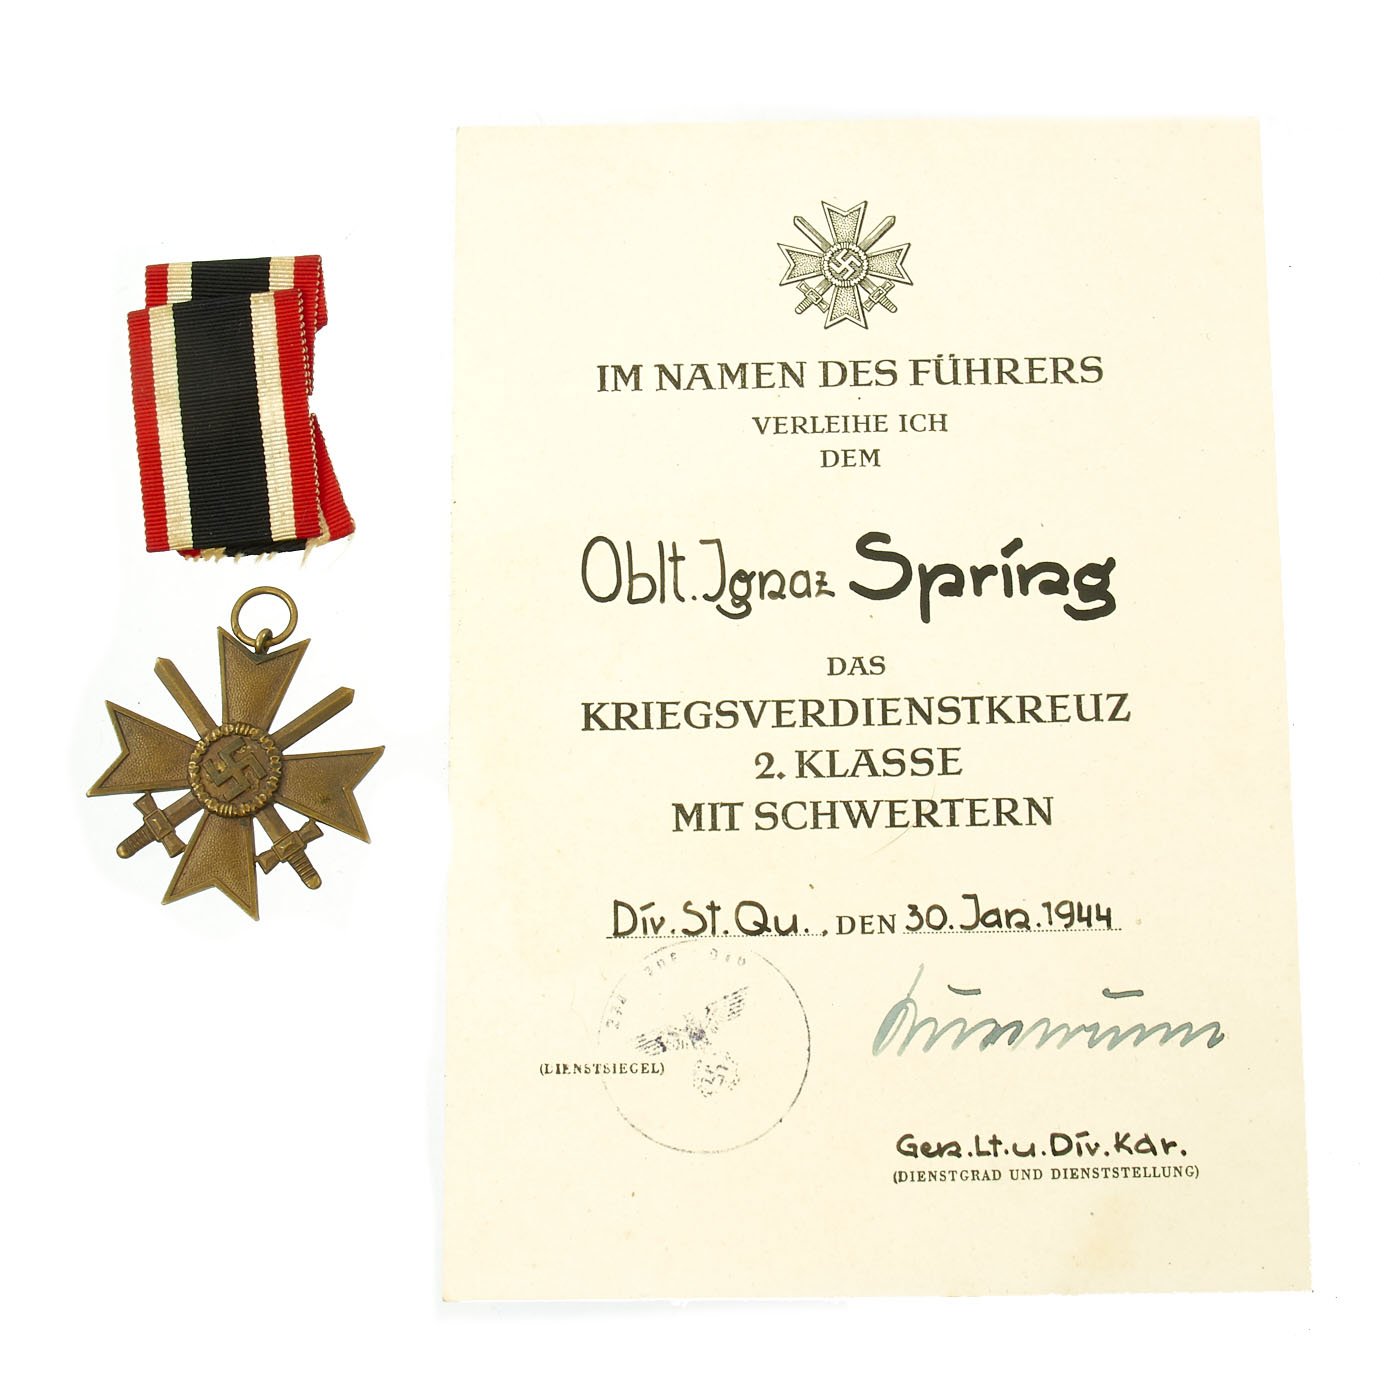 IM NAMEN DES FÜHRERS
VERLEIHE ICH
DEM
Oblt. Ignaz Spring
DAS
KRIEGSVERDIENSTKREUZ
2. KLASSE
MIT SCHWERTERN
Div. St. Qu., DEN 30. Jan. 1944
(DIENSTSIEGEL)
Gen. Lt. u. Div. Kdr.
(DIENSTGRAD UND DIENSTSTELLUNG)